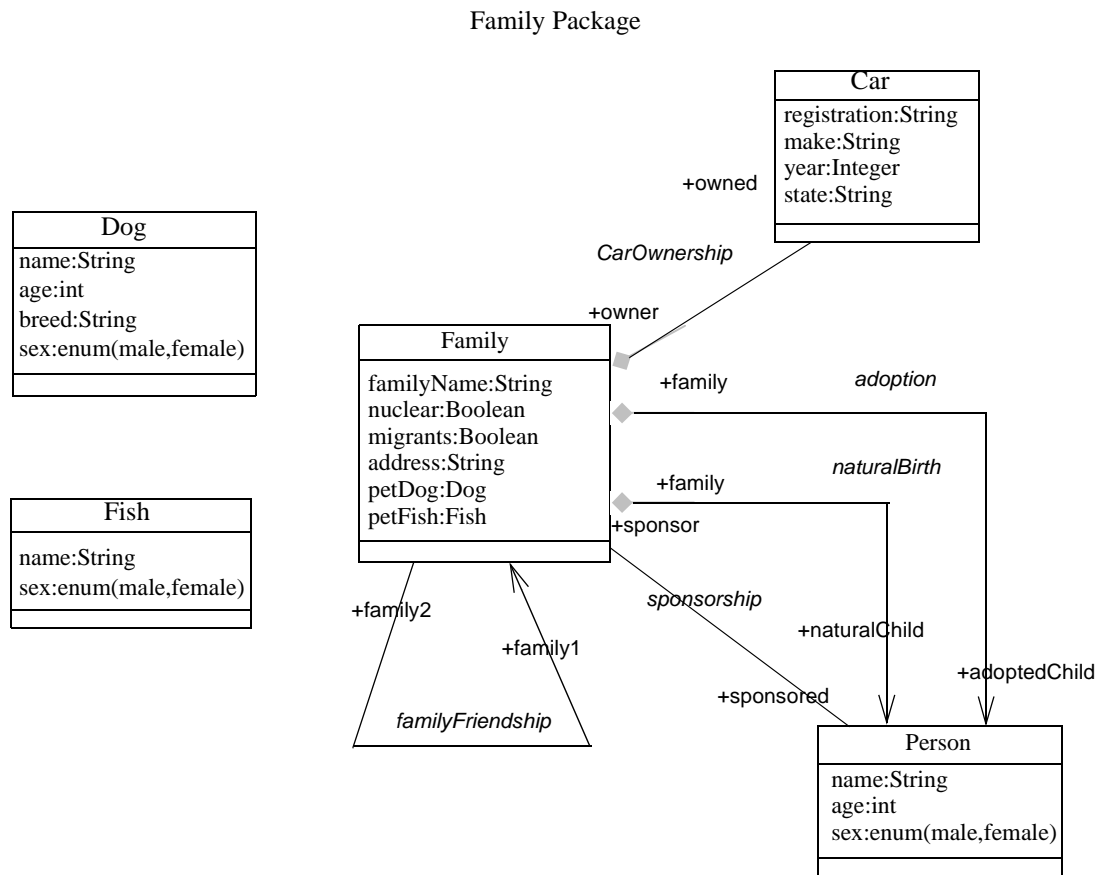 Family Package
Car
registration:String
make:String
year:Integer
state:String
+owned
Dog
name:String
age:int
breed:String
sex:enum(male,female)
CarOwnership
+owner
Family
familyName:String
nuclear:Boolean
migrants:Boolean
address:String
petDog:Dog
petFish:Fish
+family
adoption
naturalBirth
+family
+sponsor
Fish
name:String
sex:enum(male,female)
+family2
sponsorship
+naturalChild
+family1
+adoptedChild
+sponsored
familyFriendship
Person
name:String
age:int
sex:enum(male,female)